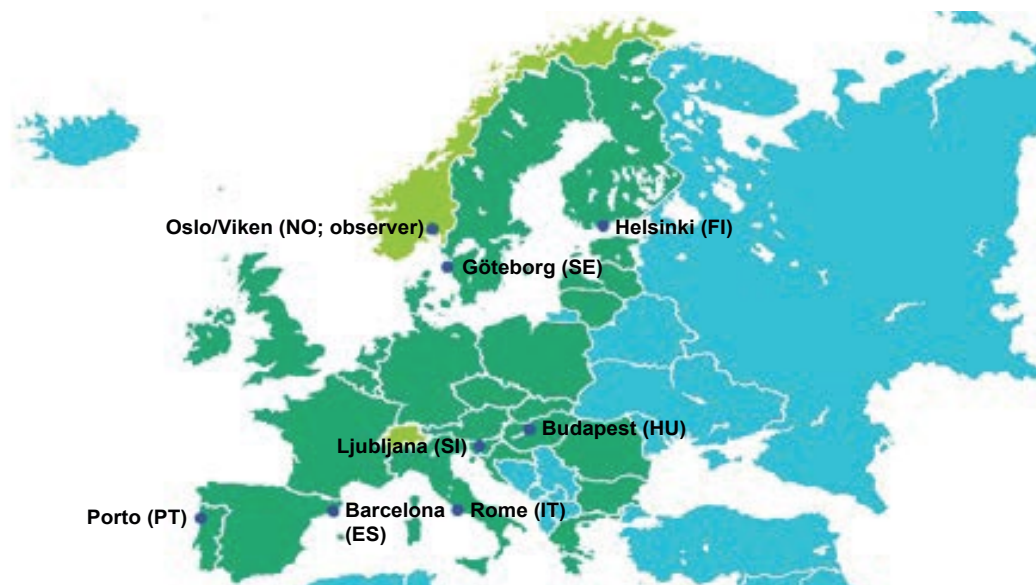 Oslo/Viken (NO; observer)
Helsinki (FI)
Göteborg (SE)
Budapest (HU)
Ljubljana (SI)
Porto (PT)
Barcelona
(ES)
Rome (IT)